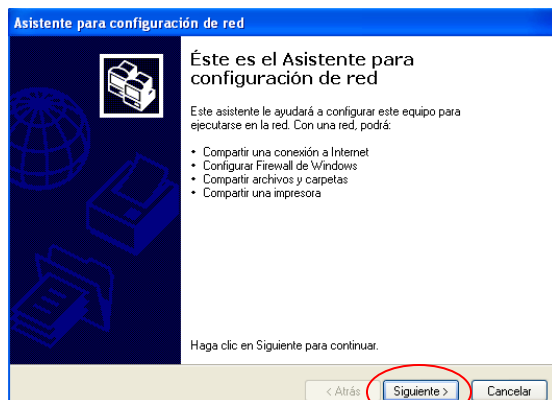 Asistente para configuración de red
Éste es el Asistente para
configuración de red
Este asistente le ayudará a configurar este equipo para
ejecutarse en la red. Con una red, podrá:
• Compartir una conexión a Internet
• Configurar Firewall de Windows
• Compartir archivos y carpetas
• Compartir una impresora
Haga clic en Siguiente para continuar.
< Atrás
Siguiente >
Cancelar